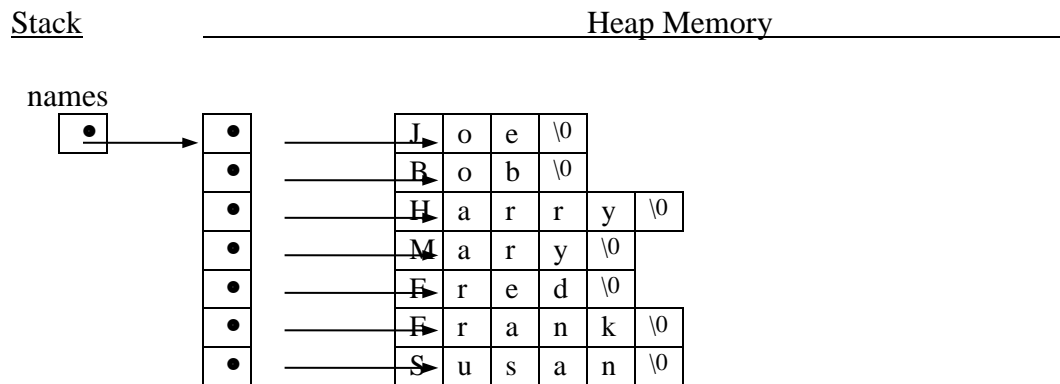 Stack Heap Memory
names
J o e \0
B o b \0
H a r r y \0
M a r y \0
F r e d \0
F r a n k \0
S u s a n \0